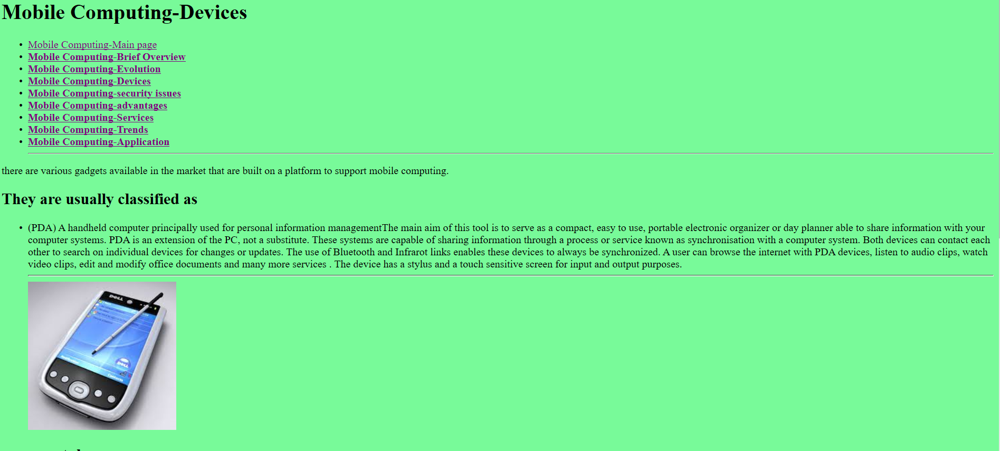 Mobile Computing-Devices
Mobile Computing-Main page
Mobile Computing-Brief Overview
Mobile Computing-Evolution
Mobile Computing-Devices
Mobile Computing-security issues
Mobile Computing-advantages
Mobile Computing-Services
Mobile Computing-Trends
Mobile Computing-Application
there are various gadgets available in the market that are built on a platform to support mobile computing.
They are usually classified as
(PDA) A handheld computer principally used for personal information managementThe main aim of this tool is to serve as a compact, easy to use, portable electronic organizer or day planner able to share information with your
computer systems. PDA is an extension of the PC, not a substitute. These systems are capable of sharing information through a process or service known as synchronisation with a computer system. Both devices can contact each
other to search on individual devices for changes or updates. The use of Bluetooth and Infrarot links enables these devices to always be synchronized. A user can browse the internet with PDA devices, listen to audio clips, watch
video clips, edit and modify office documents and many more services . The device has a stylus and a touch sensitive screen for input and output purposes.
DELL
DELL
Contacts